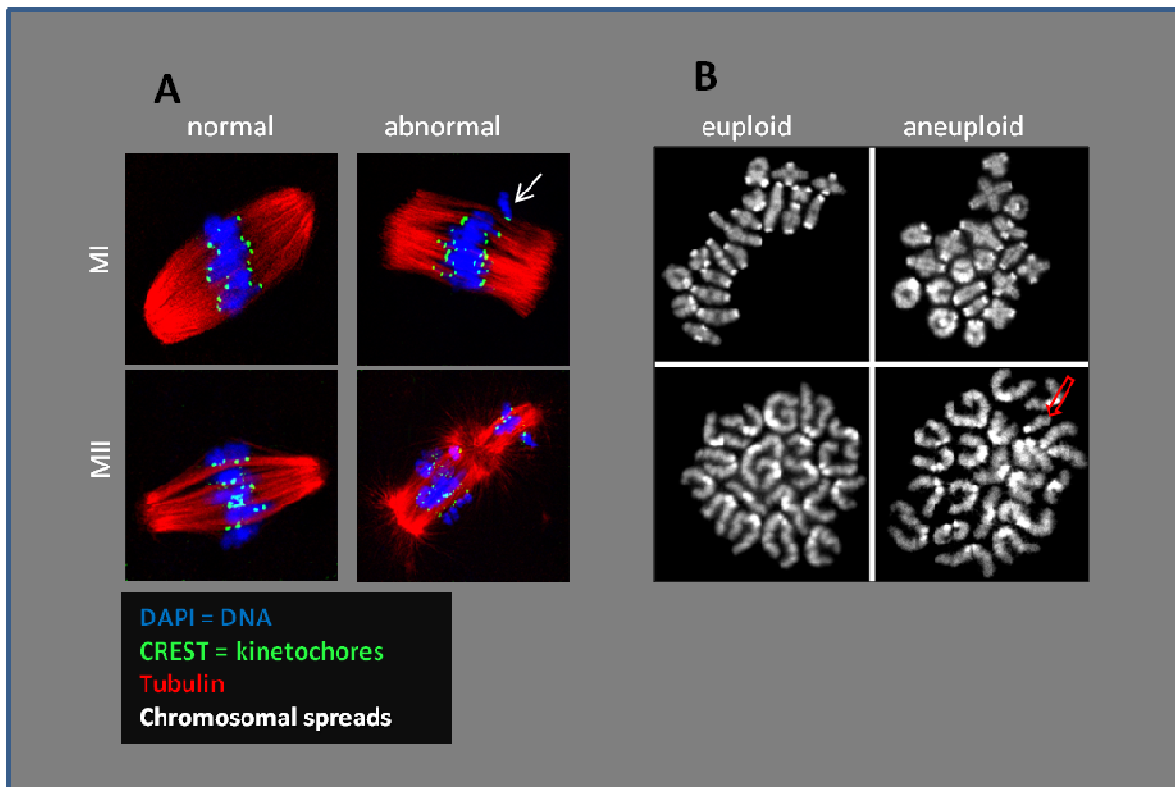 A
B
normal
abnormal
euploid
aneuploid
MI
MII
DAPI = DNA
CREST = kinetochores
Tubulin
Chromosomal spreads